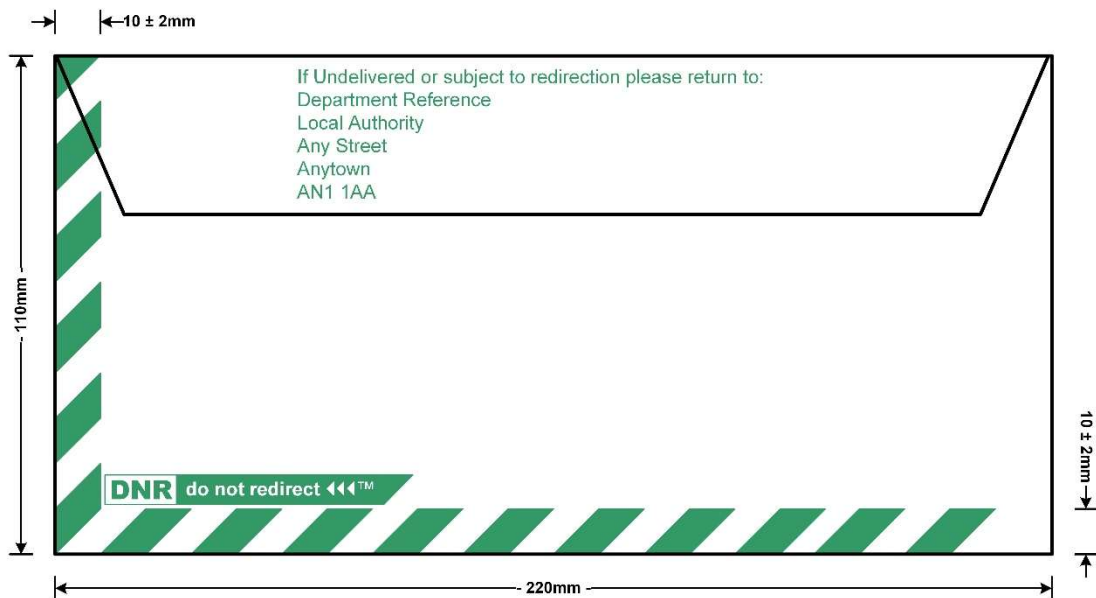 10 ± 2mm
If Undelivered or subject to redirection please return to:
Department Reference
Local Authority
Any Street
Anytown
AN1 1AA
- 110mm -
10 ± 2mm
DNR do not redirect ™
- 220mm -